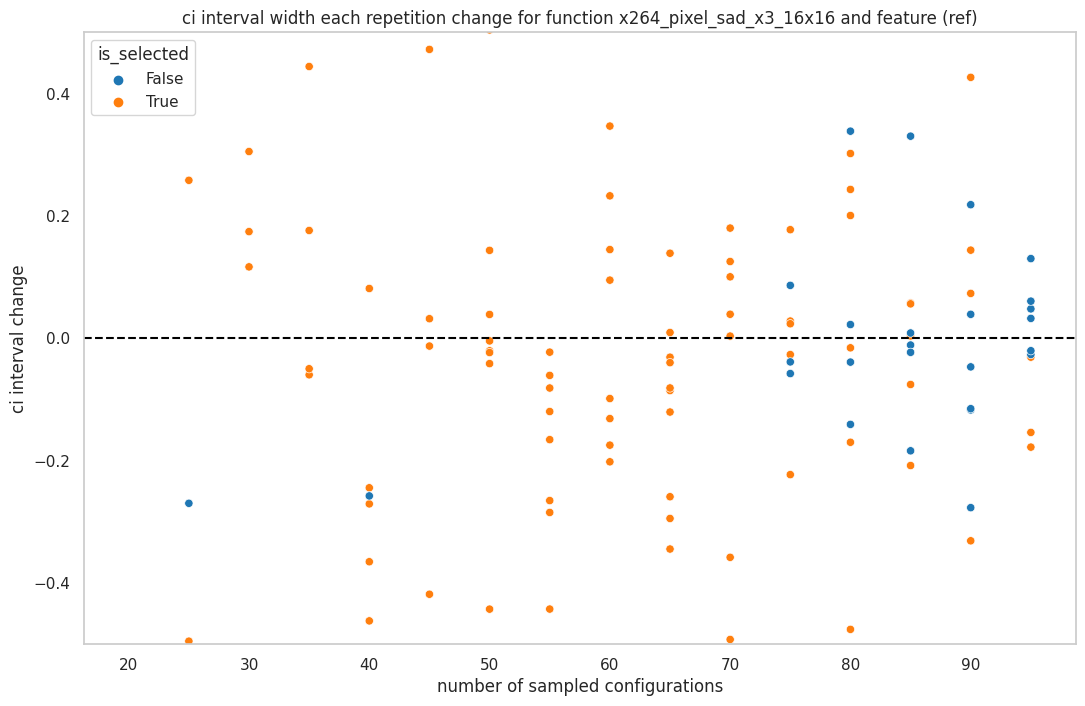 ci interval width each repetition change for function x264_pixel_sad_x3_16x16 and feature (ref)
is_selected
False
True
ci interval change
0.4
0.2
0.0
−0.2
−0.4
20 30 40 50 60 70 80 90
number of sampled configurations